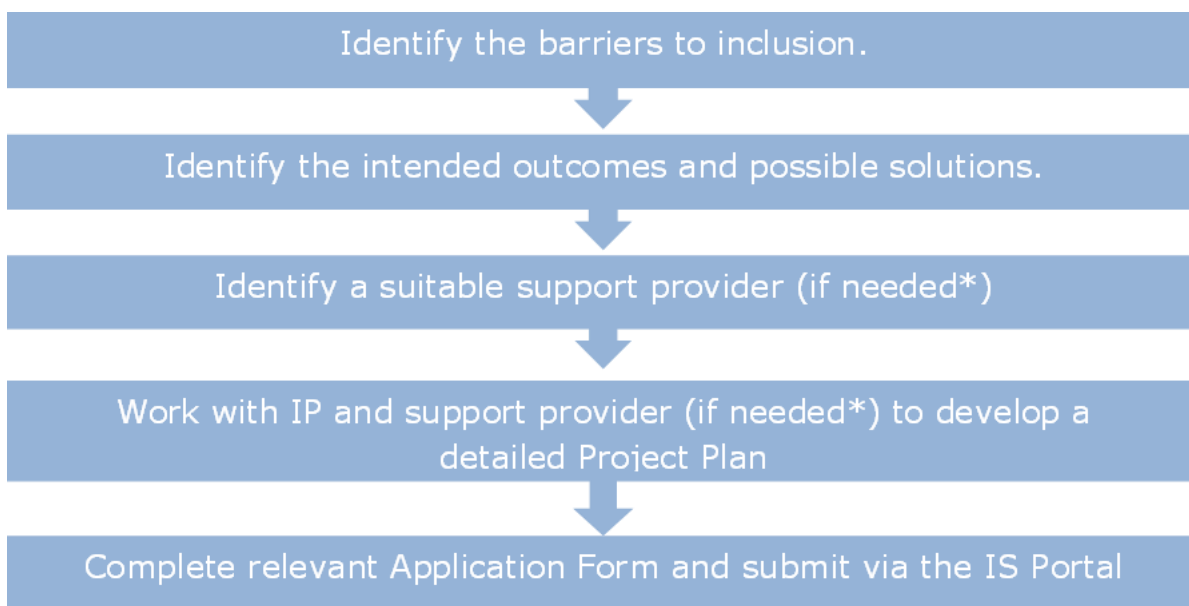 Identify the barriers to inclusion.
Identify the intended outcomes and possible solutions.
Identify a suitable support provider (if needed*)
Work with IP and support provider (if needed*) to develop a
detailed Project Plan
Complete relevant Application Form and submit via the IS Portal